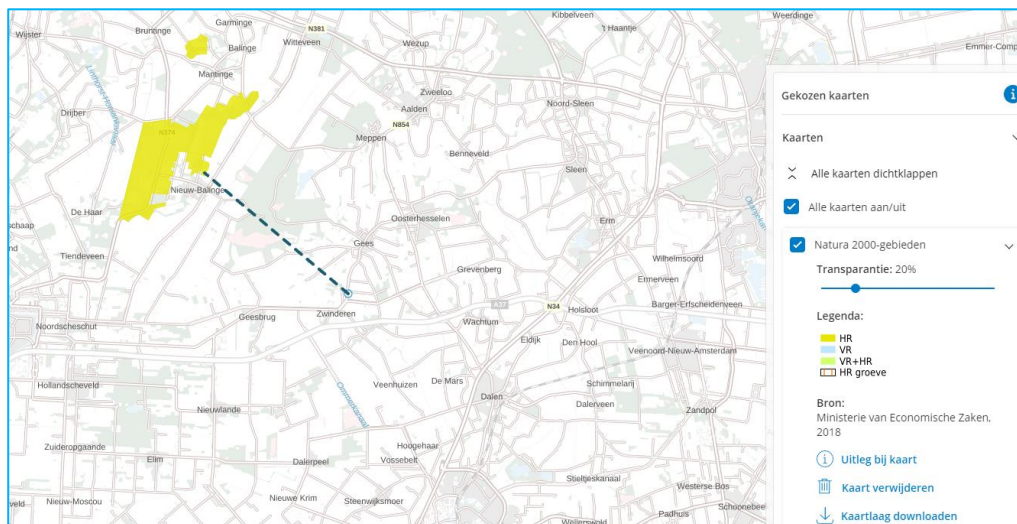 Kibbelveen
't Haantje
Weerdinge
Garminge
N381
Wijster
Bruntinge
Balinge
Witteveen
Wezup
Emmer-Comp
Mantinge
Zweeloo
Noord-Sleen
Drijber
Aalden
N374
Meppen
N854
Benneveld
Sleen
Nieuw-Balinge
De Haar
Oosterhesselen
Erm
schaap
Gees
Tiendeveen
Wilhelmsoord
Grevenberg
Ermerveen
A37
N34
Geesbrug
Zwinderen
Holsloot
Barger-Erfscheidenveen
Noordscheschut
Wachtum
Eldijk
Den Hool
Veenoord-Nieuw-Amsterdam
Hollandscheveld
Veenhuizen
De Mars
Schimmelarij
Dalen
Dalerveen
Zandpol
Nieuwlande
Hoogehaar
Zuideropgaande
Elim
Dalerpeel
Vossebelt
Stieltjeskanaal
Westerse Bos
veld
Nieuw-Moscou
Nieuwe Krim
Steenwijksmoer
Padhuis
Schoonebee
Weijerswold
Gekozen kaarten
Kaarten
Alle kaarten dichtklappen
Alle kaarten aan/uit
Natura 2000-gebieden
Transparantie: 20%
Legenda:
HR
VR
VR+HR
HR groeve
Bron:
Ministerie van Economische Zaken,
2018
Uitleg bij kaart
Kaart verwijderen
Kaartlaag downloaden